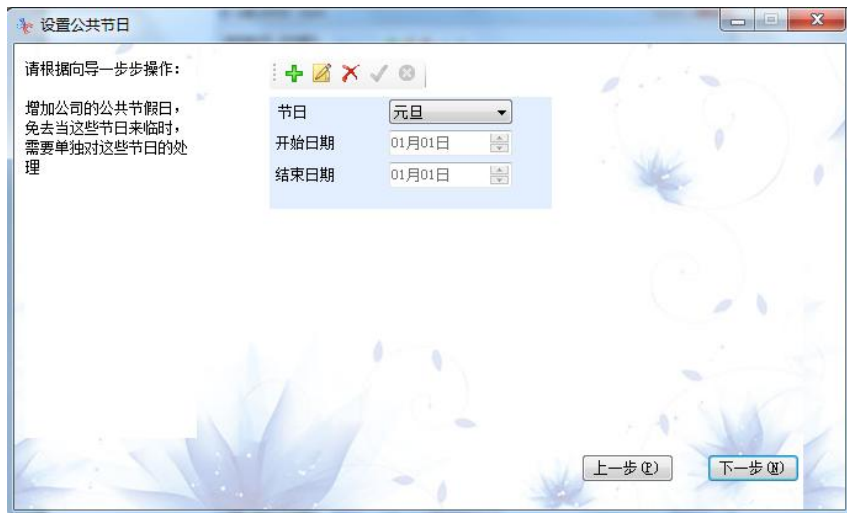 设置公共节日
请根据向导一步步操作：
增加公司的公共节假日，
免去当这些节日来临时，
需要单独对这些节日的处
理
节日 元旦
开始日期 01月01日
结束日期 01月01日
上一步(P) 下一步(N)